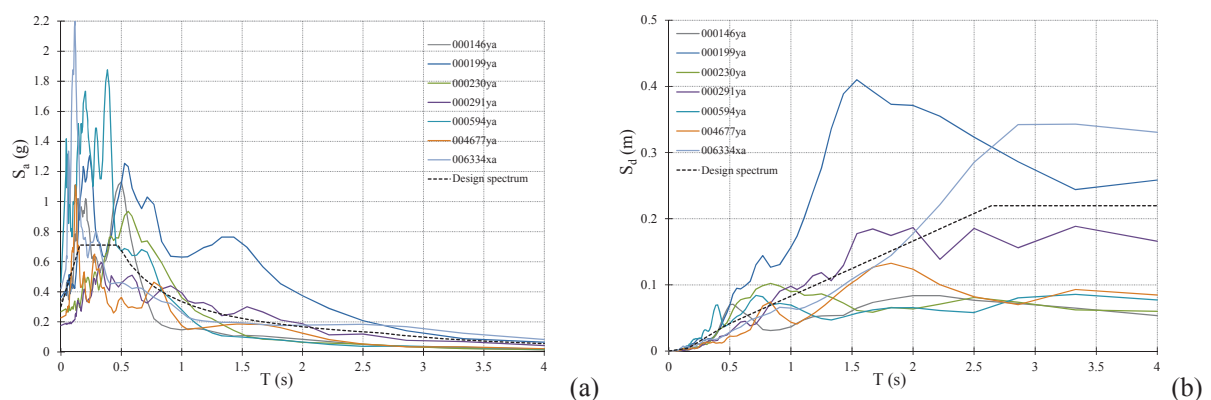 2.2
2
1.8
1.6
1.4
1.2
1
0.8
0.6
0.4
0.2
0
S_a (g)
0 0.5 1 1.5 2 2.5 3 3.5 4
T (s)
000146ya
000199ya
000230ya
000291ya
000594ya
004677ya
006334xa
Design spectrum
(a)
0.5
0.4
0.3
0.2
0.1
0
S_d (m)
0 0.5 1 1.5 2 2.5 3 3.5 4
T (s)
000146ya
000199ya
000230ya
000291ya
000594ya
004677ya
006334xa
Design spectrum
(b)